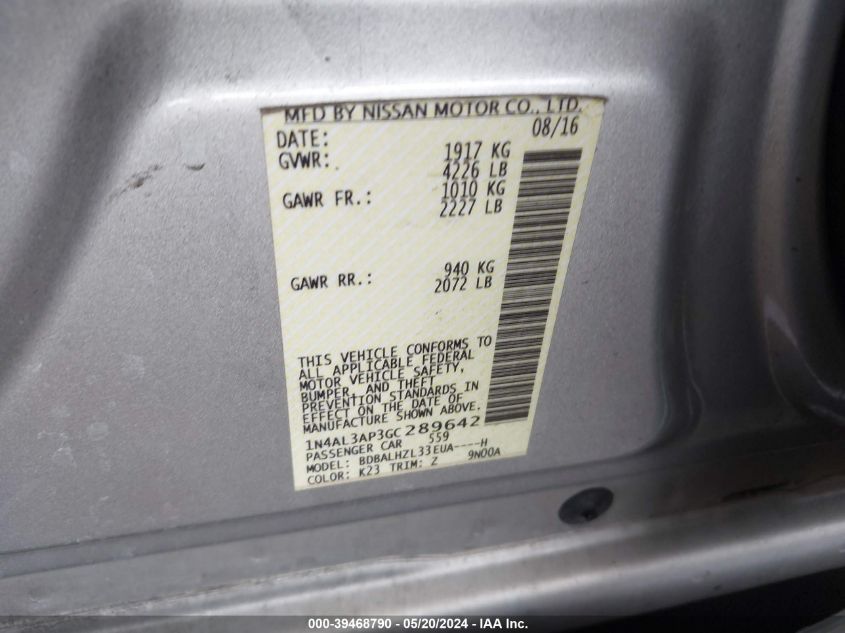 MFD BY NISSAN MOTOR CO., LTD.
DATE: 08/16
GVWR: 1917 KG
4226 LB
GAWR FR.: 1010 KG
2227 LB
GAWR RR.: 940 KG
2072 LB
THIS VEHICLE CONFORMS TO
ALL APPLICABLE FEDERAL
MOTOR VEHICLE SAFETY,
BUMPER, AND THEFT
PREVENTION STANDARDS IN
EFFECT ON THE DATE OF
MANUFACTURE SHOWN ABOVE.
1N4AL3AP3GC289642
PASSENGER CAR 559
MODEL: BDBALHZL33EUA----H
COLOR: K23 TRIM: Z 9N00A
000-39468790 — 05/20/2024 — IAA Inc.